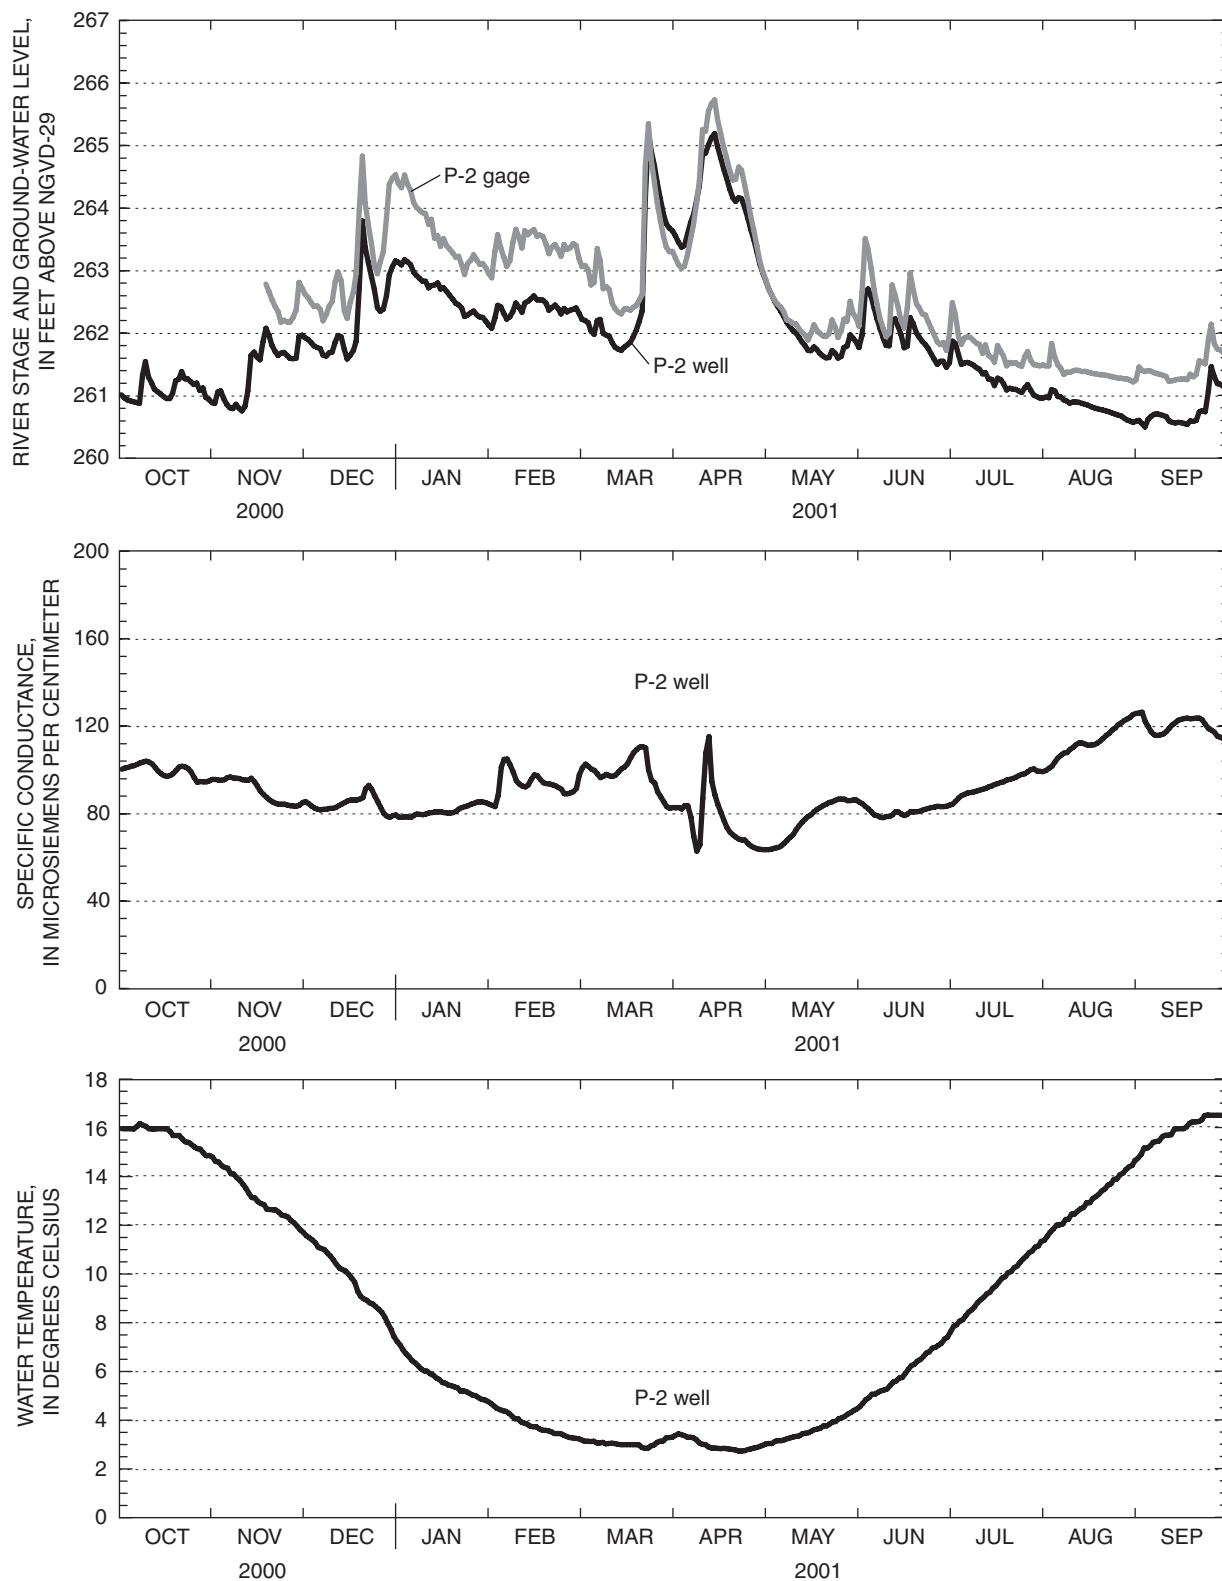 RIVER STAGE AND GROUND-WATER LEVEL,
IN FEET ABOVE NGVD-29
267
266
265
264
263
262
261
260
P-2 gage
P-2 well
OCT NOV DEC JAN FEB MAR APR MAY JUN JUL AUG SEP
2000 2001
SPECIFIC CONDUCTANCE,
IN MICROSIEMENS PER CENTIMETER
200
160
120
80
40
0
P-2 well
OCT NOV DEC JAN FEB MAR APR MAY JUN JUL AUG SEP
2000 2001
WATER TEMPERATURE,
IN DEGREES CELSIUS
18
16
14
12
10
8
6
4
2
0
P-2 well
OCT NOV DEC JAN FEB MAR APR MAY JUN JUL AUG SEP
2000 2001